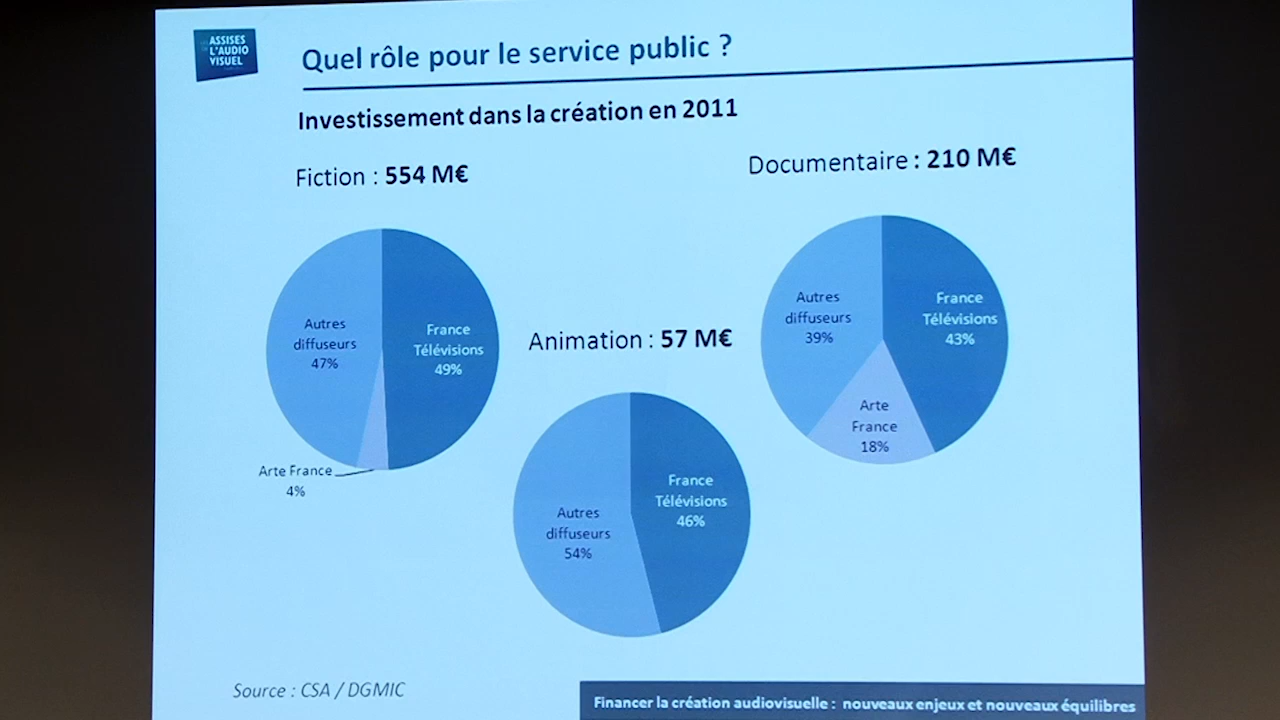 ASSISES
L'AUDIO
VISUEL
Quel rôle pour le service public ?
Investissement dans la création en 2011
Fiction : 554 M€
Documentaire : 210 M€
Autres
diffuseurs
47%
France
Télévisions
49%
Arte France
4%
Animation : 57 M€
Autres
diffuseurs
54%
France
Télévisions
46%
Autres
diffuseurs
39%
France
Télévisions
43%
Arte
France
18%
Source : CSA / DGMIC
Financer la création audiovisuelle : nouveaux enjeux et nouveaux équilibres